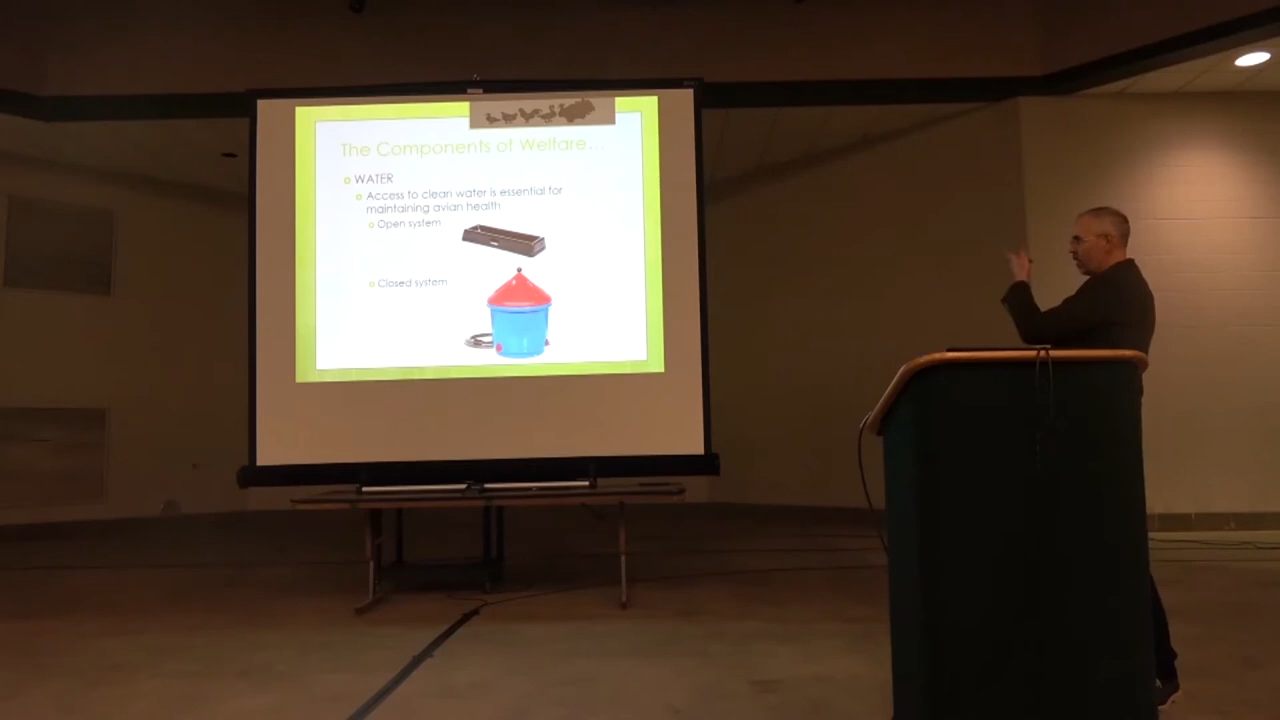 The Components of Welfare…
WATER
Access to clean water is essential for
maintaining avian health
Open system
Closed system